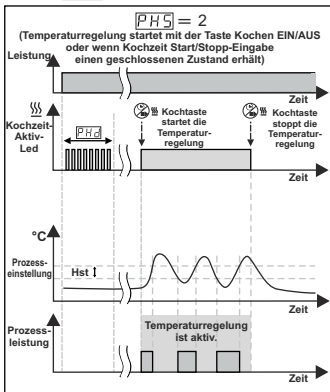 PHS = 2
(Temperaturregelung startet mit der Taste Kochen EIN/AUS
oder wenn Kochzeit Start/Stopp-Eingabe
einen geschlossenen Zustand erhält)
Leistung
Zeit
Kochzeit-
Aktiv-
Led
PHd
Kochtaste
startet die
Temperatur-
regelung
Kochtaste
stoppt die
Temperatur-
regelung
Zeit
°C
Prozess-
einstellung
Hst
Zeit
Prozess-
leistung
Temperaturregelung
ist aktiv.
Zeit